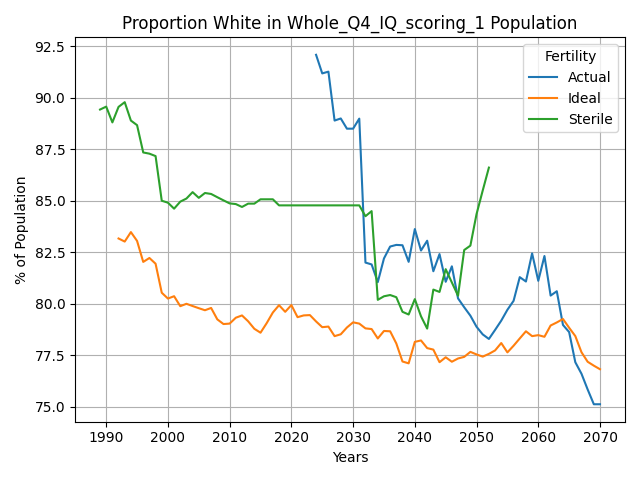 Proportion White in Whole_Q4_IQ_scoring_1 Population
Fertility
Actual
Ideal
Sterile
% of Population
92.5
90.0
87.5
85.0
82.5
80.0
77.5
75.0
1990 2000 2010 2020 2030 2040 2050 2060 2070
Years